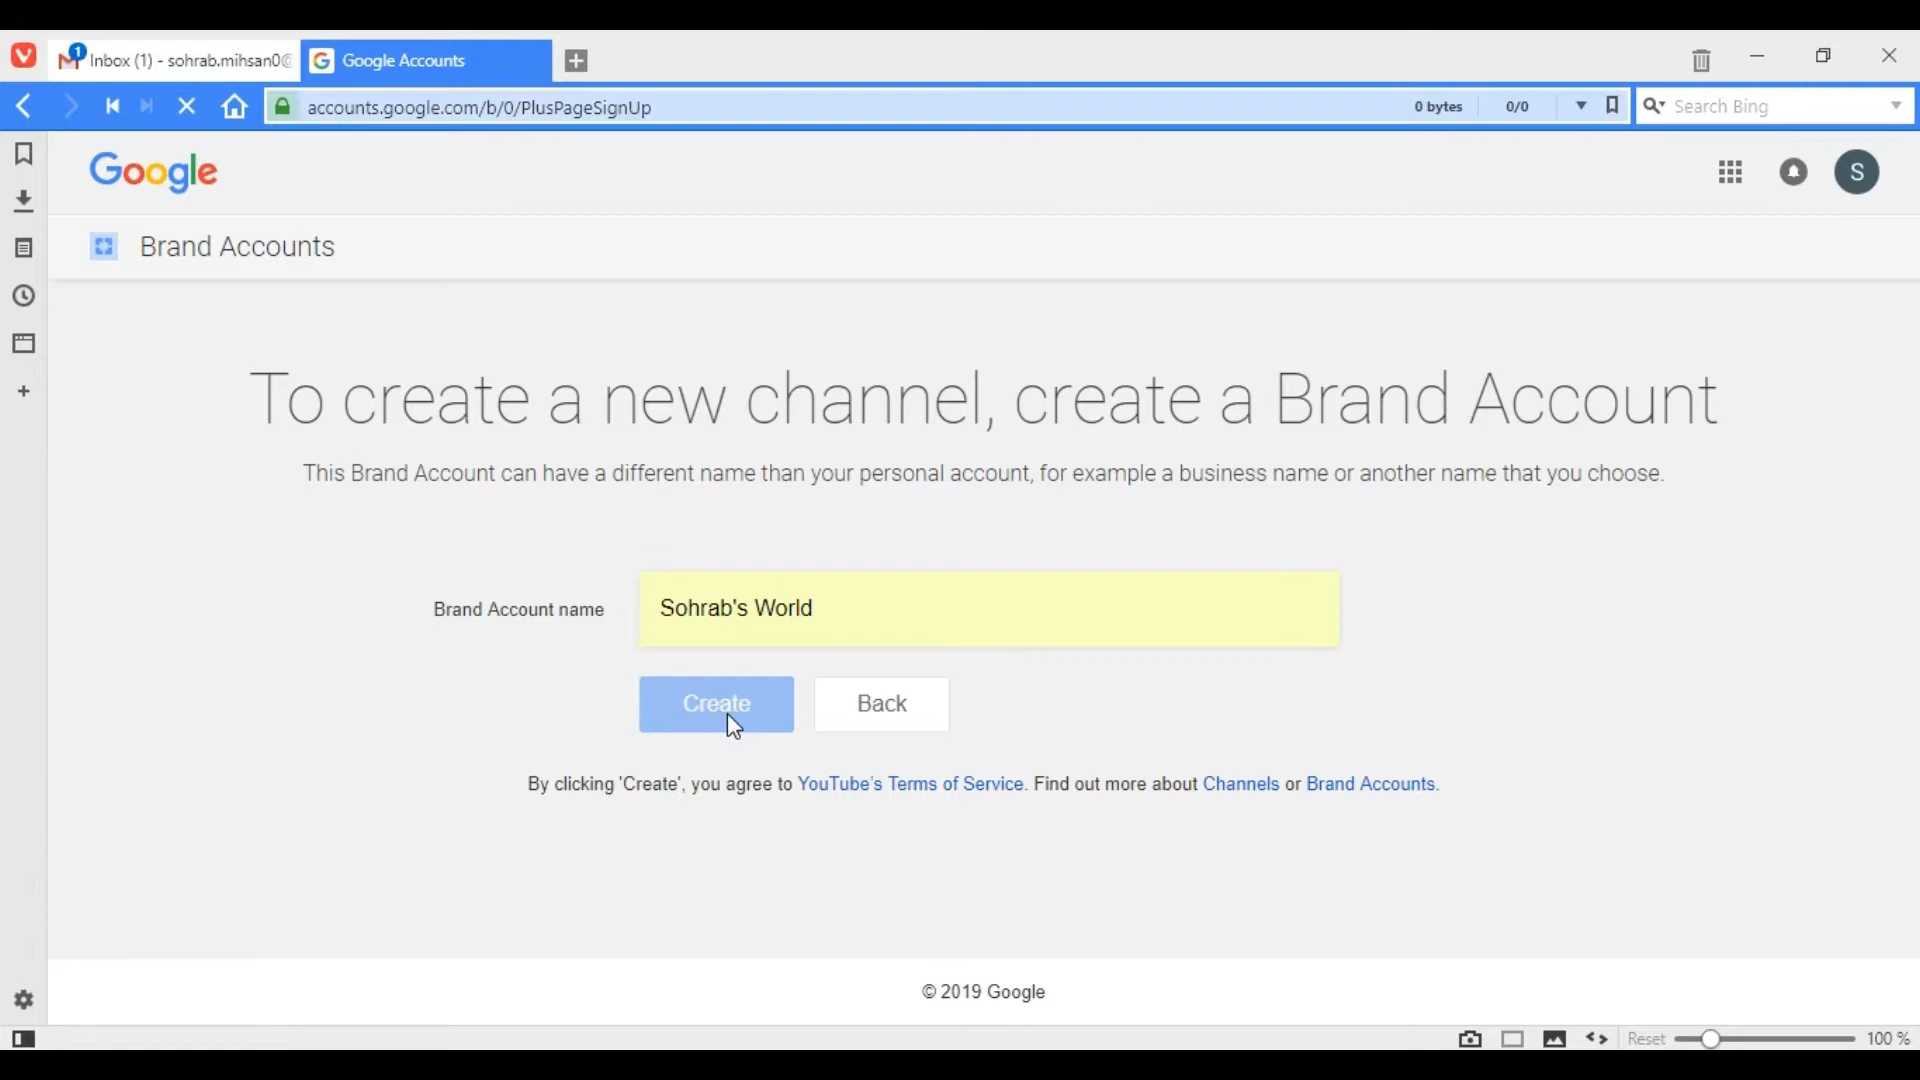 1
Inbox (1) - sohrab.mihsan0@
Google Accounts
accounts.google.com/b/0/PlusPageSignUp
0 bytes
0/0
Search Bing
Google
S
Brand Accounts
To create a new channel, create a Brand Account
This Brand Account can have a different name than your personal account, for example a business name or another name that you choose.
Brand Account name
Sohrab's World
Create
Back
By clicking 'Create', you agree to YouTube's Terms of Service. Find out more about Channels or Brand Accounts.
© 2019 Google
Reset
100 %